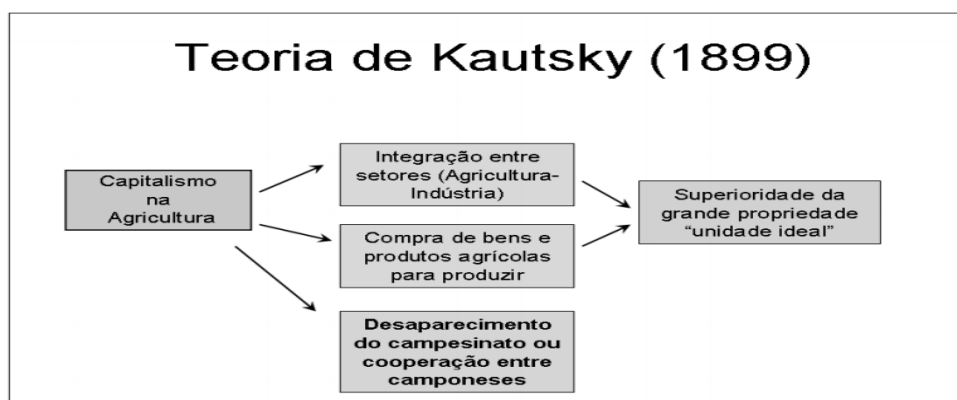 Teoria de Kautsky (1899)
Capitalismo
na
Agricultura
Integração entre
setores (Agricultura-
Indústria)
Compra de bens e
produtos agrícolas
para produzir
Desaparecimento
do campesinato ou
cooperação entre
camponeses
Superioridade da
grande propriedade
“unidade ideal”